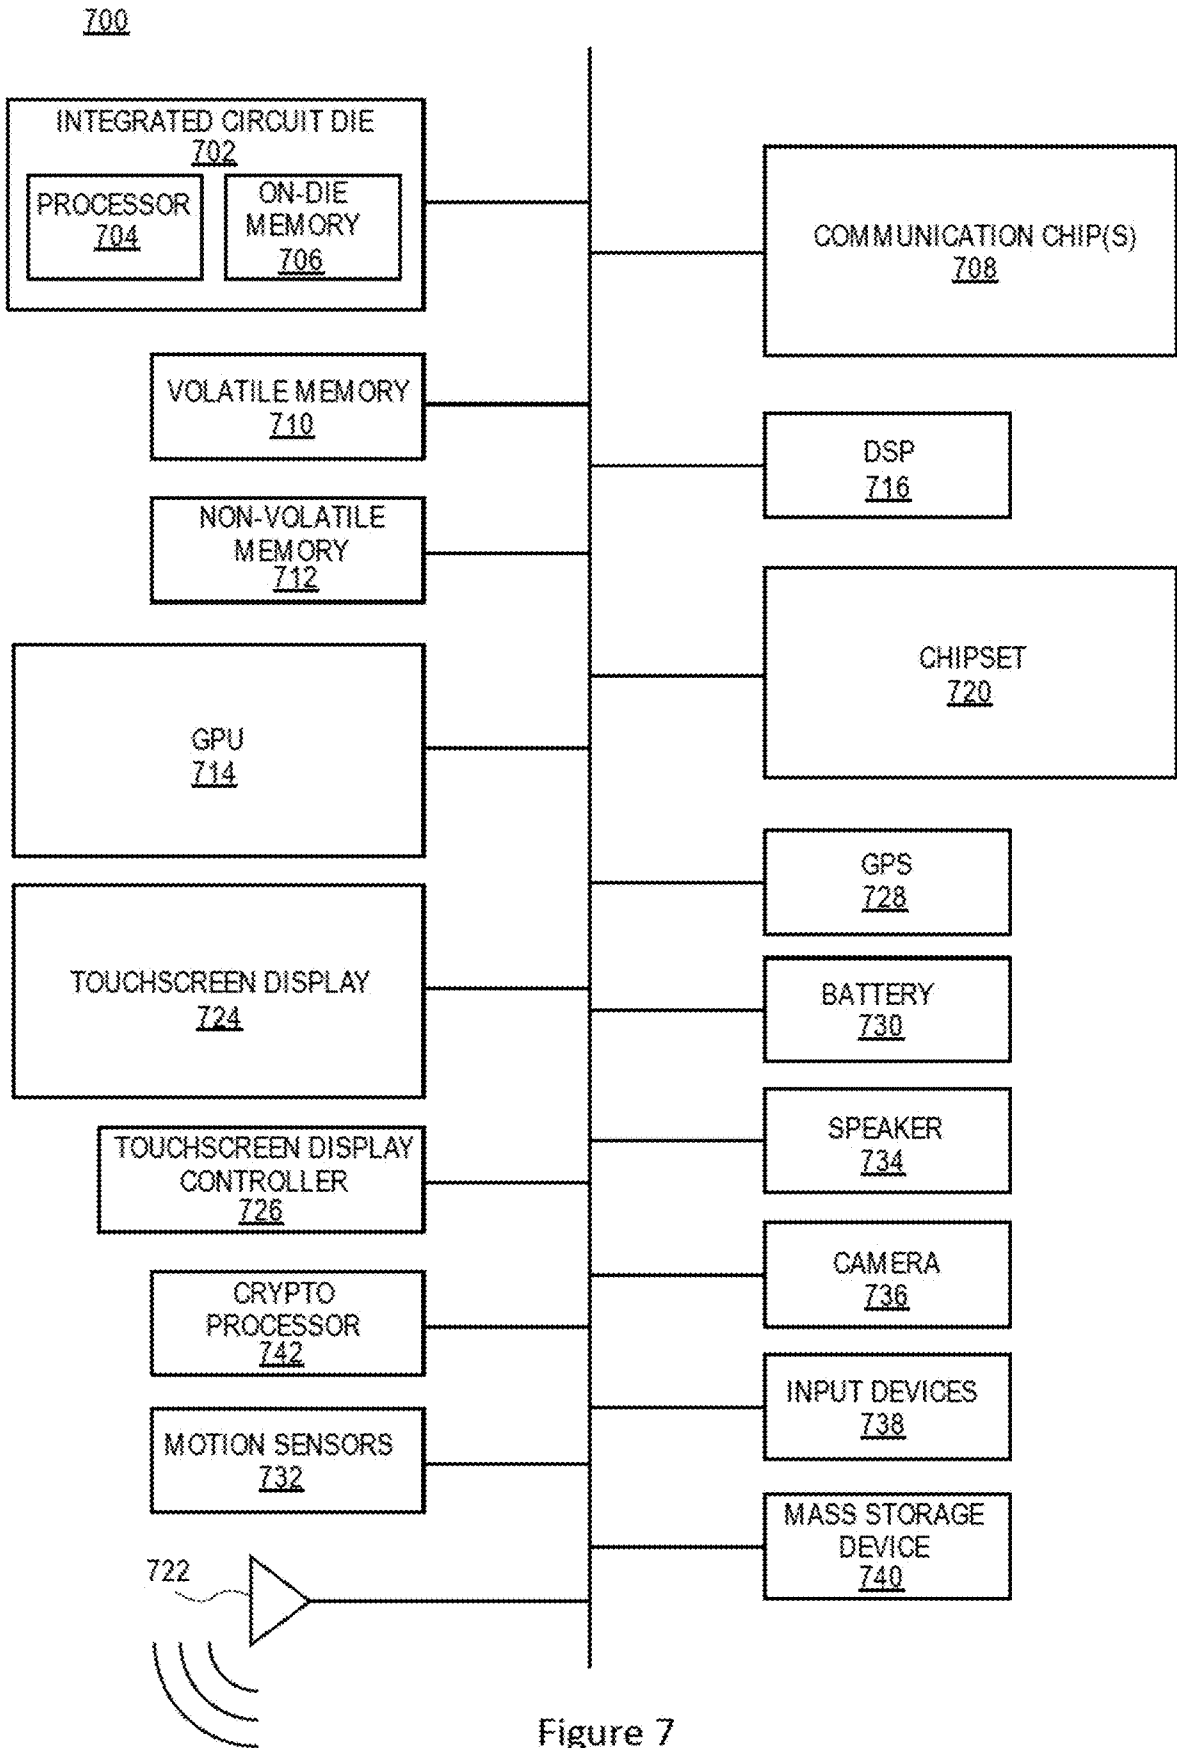 700
INTEGRATED CIRCUIT DIE
702
PROCESSOR
704
ON-DIE
MEMORY
706
COMMUNICATION CHIP(S)
708
VOLATILE MEMORY
710
DSP
716
NON-VOLATILE
MEMORY
712
CHIPSET
720
GPU
714
GPS
728
TOUCHSCREEN DISPLAY
724
BATTERY
730
TOUCHSCREEN DISPLAY
CONTROLLER
726
SPEAKER
734
CRYPTO
PROCESSOR
742
CAMERA
736
MOTION SENSORS
732
INPUT DEVICES
738
MASS STORAGE
DEVICE
740
722
Figure 7